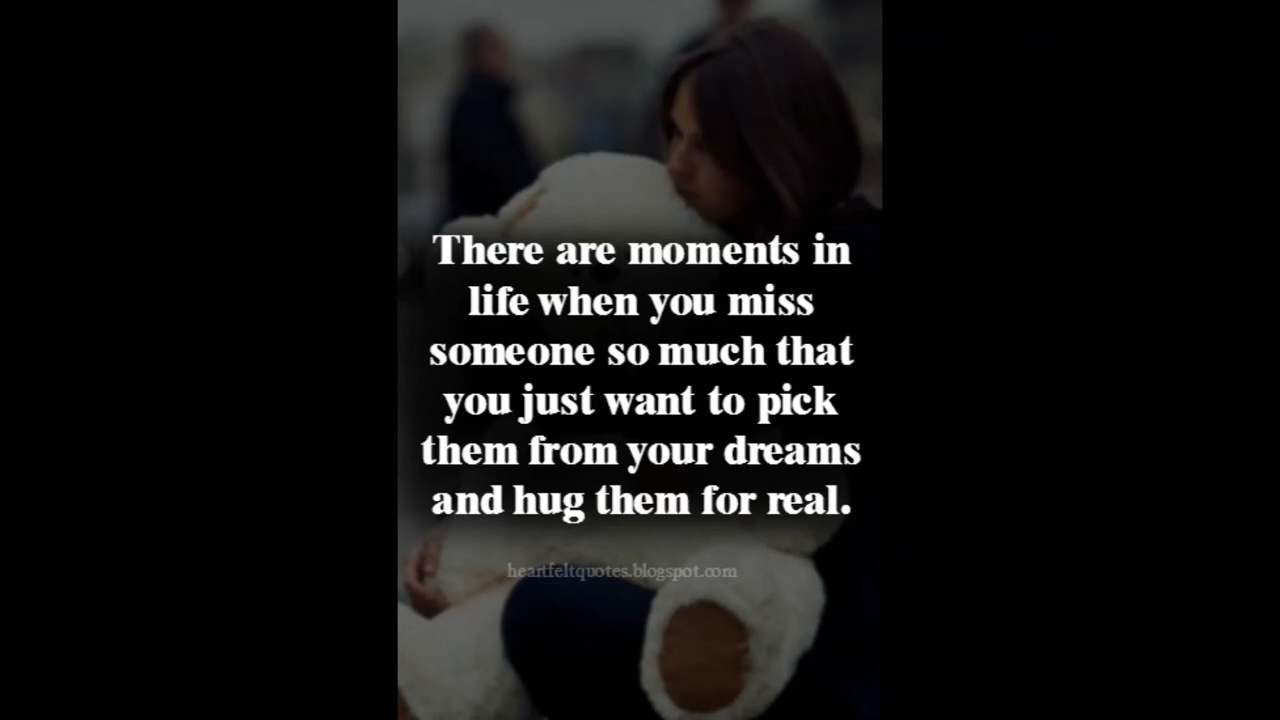 There are moments in
life when you miss
someone so much that
you just want to pick
them from your dreams
and hug them for real.
heartfeltquotes.blogspot.com